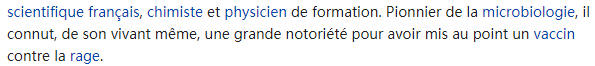 scientifique français, chimiste et physicien de formation. Pionnier de la microbiologie, il
connut, de son vivant même, une grande notoriété pour avoir mis au point un vaccin
contre la rage.